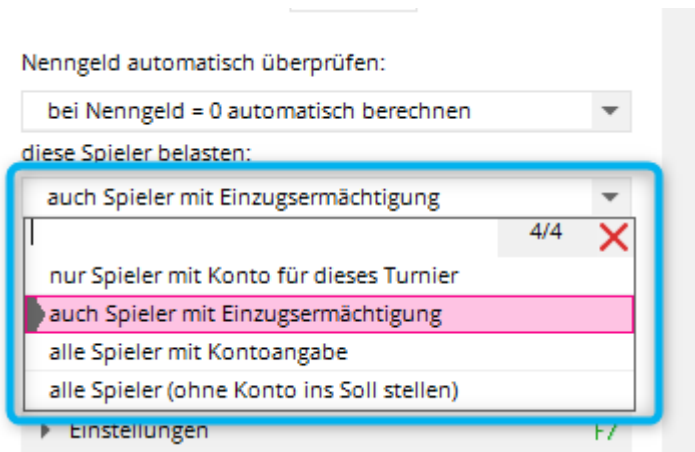 Nenngeld automatisch überprüfen:
bei Nenngeld = 0 automatisch berechnen
diese Spieler belasten:
auch Spieler mit Einzugsermächtigung
4/4
nur Spieler mit Konto für dieses Turnier
auch Spieler mit Einzugsermächtigung
alle Spieler mit Kontoangabe
alle Spieler (ohne Konto ins Soll stellen)
Einstellungen F7